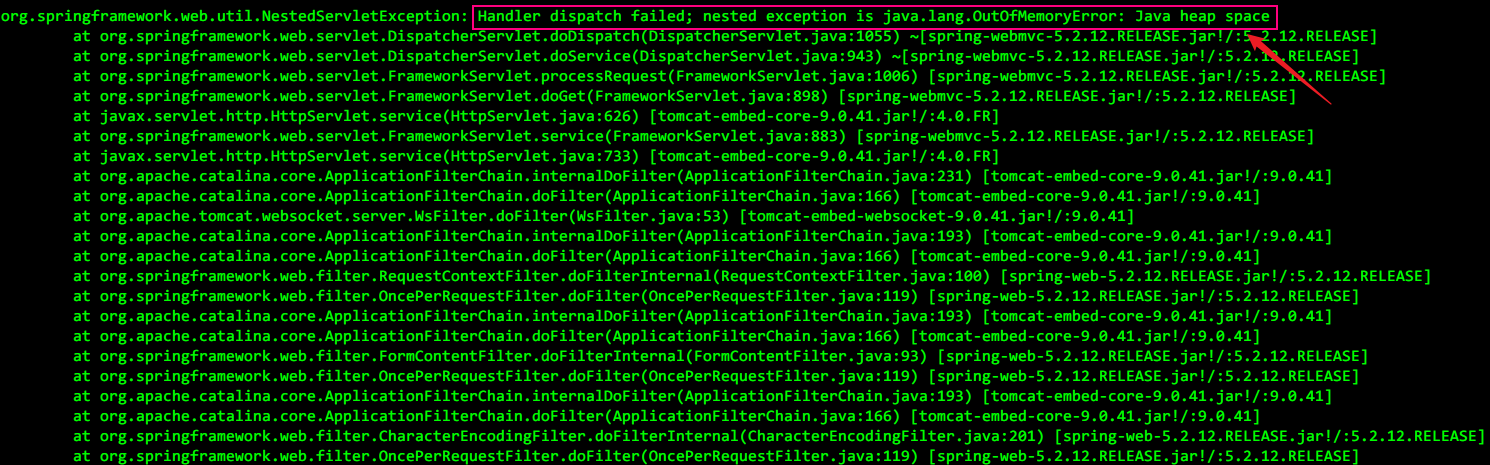 org.springframework.web.util.NestedServletException: Handler dispatch failed; nested exception is java.lang.OutOfMemoryError: Java heap space
at org.springframework.web.servlet.DispatcherServlet.doDispatch(DispatcherServlet.java:1055) ~[spring-webmvc-5.2.12.RELEASE.jar!/:5.2.12.RELEASE]
at org.springframework.web.servlet.DispatcherServlet.doService(DispatcherServlet.java:943) ~[spring-webmvc-5.2.12.RELEASE.jar!/:5.2.12.RELEASE]
at org.springframework.web.servlet.FrameworkServlet.processRequest(FrameworkServlet.java:1006) [spring-webmvc-5.2.12.RELEASE.jar!/:5.2.12.RELEASE]
at org.springframework.web.servlet.FrameworkServlet.doGet(FrameworkServlet.java:898) [spring-webmvc-5.2.12.RELEASE.jar!/:5.2.12.RELEASE]
at javax.servlet.http.HttpServlet.service(HttpServlet.java:626) [tomcat-embed-core-9.0.41.jar!/:4.0.FR]
at org.springframework.web.servlet.FrameworkServlet.service(FrameworkServlet.java:883) [spring-webmvc-5.2.12.RELEASE.jar!/:5.2.12.RELEASE]
at javax.servlet.http.HttpServlet.service(HttpServlet.java:733) [tomcat-embed-core-9.0.41.jar!/:4.0.FR]
at org.apache.catalina.core.ApplicationFilterChain.internalDoFilter(ApplicationFilterChain.java:231) [tomcat-embed-core-9.0.41.jar!/:9.0.41]
at org.apache.catalina.core.ApplicationFilterChain.doFilter(ApplicationFilterChain.java:166) [tomcat-embed-core-9.0.41.jar!/:9.0.41]
at org.apache.tomcat.websocket.server.WsFilter.doFilter(WsFilter.java:53) [tomcat-embed-websocket-9.0.41.jar!/:9.0.41]
at org.apache.catalina.core.ApplicationFilterChain.internalDoFilter(ApplicationFilterChain.java:193) [tomcat-embed-core-9.0.41.jar!/:9.0.41]
at org.apache.catalina.core.ApplicationFilterChain.doFilter(ApplicationFilterChain.java:166) [tomcat-embed-core-9.0.41.jar!/:9.0.41]
at org.springframework.web.filter.RequestContextFilter.doFilterInternal(RequestContextFilter.java:100) [spring-web-5.2.12.RELEASE.jar!/:5.2.12.RELEASE]
at org.springframework.web.filter.OncePerRequestFilter.doFilter(OncePerRequestFilter.java:119) [spring-web-5.2.12.RELEASE.jar!/:5.2.12.RELEASE]
at org.apache.catalina.core.ApplicationFilterChain.internalDoFilter(ApplicationFilterChain.java:193) [tomcat-embed-core-9.0.41.jar!/:9.0.41]
at org.apache.catalina.core.ApplicationFilterChain.doFilter(ApplicationFilterChain.java:166) [tomcat-embed-core-9.0.41.jar!/:9.0.41]
at org.springframework.web.filter.FormContentFilter.doFilterInternal(FormContentFilter.java:93) [spring-web-5.2.12.RELEASE.jar!/:5.2.12.RELEASE]
at org.springframework.web.filter.OncePerRequestFilter.doFilter(OncePerRequestFilter.java:119) [spring-web-5.2.12.RELEASE.jar!/:5.2.12.RELEASE]
at org.apache.catalina.core.ApplicationFilterChain.internalDoFilter(ApplicationFilterChain.java:193) [tomcat-embed-core-9.0.41.jar!/:9.0.41]
at org.apache.catalina.core.ApplicationFilterChain.doFilter(ApplicationFilterChain.java:166) [tomcat-embed-core-9.0.41.jar!/:9.0.41]
at org.springframework.web.filter.CharacterEncodingFilter.doFilterInternal(CharacterEncodingFilter.java:201) [spring-web-5.2.12.RELEASE.jar!/:5.2.12.RELEASE]
at org.springframework.web.filter.OncePerRequestFilter.doFilter(OncePerRequestFilter.java:119) [spring-web-5.2.12.RELEASE.jar!/:5.2.12.RELEASE]